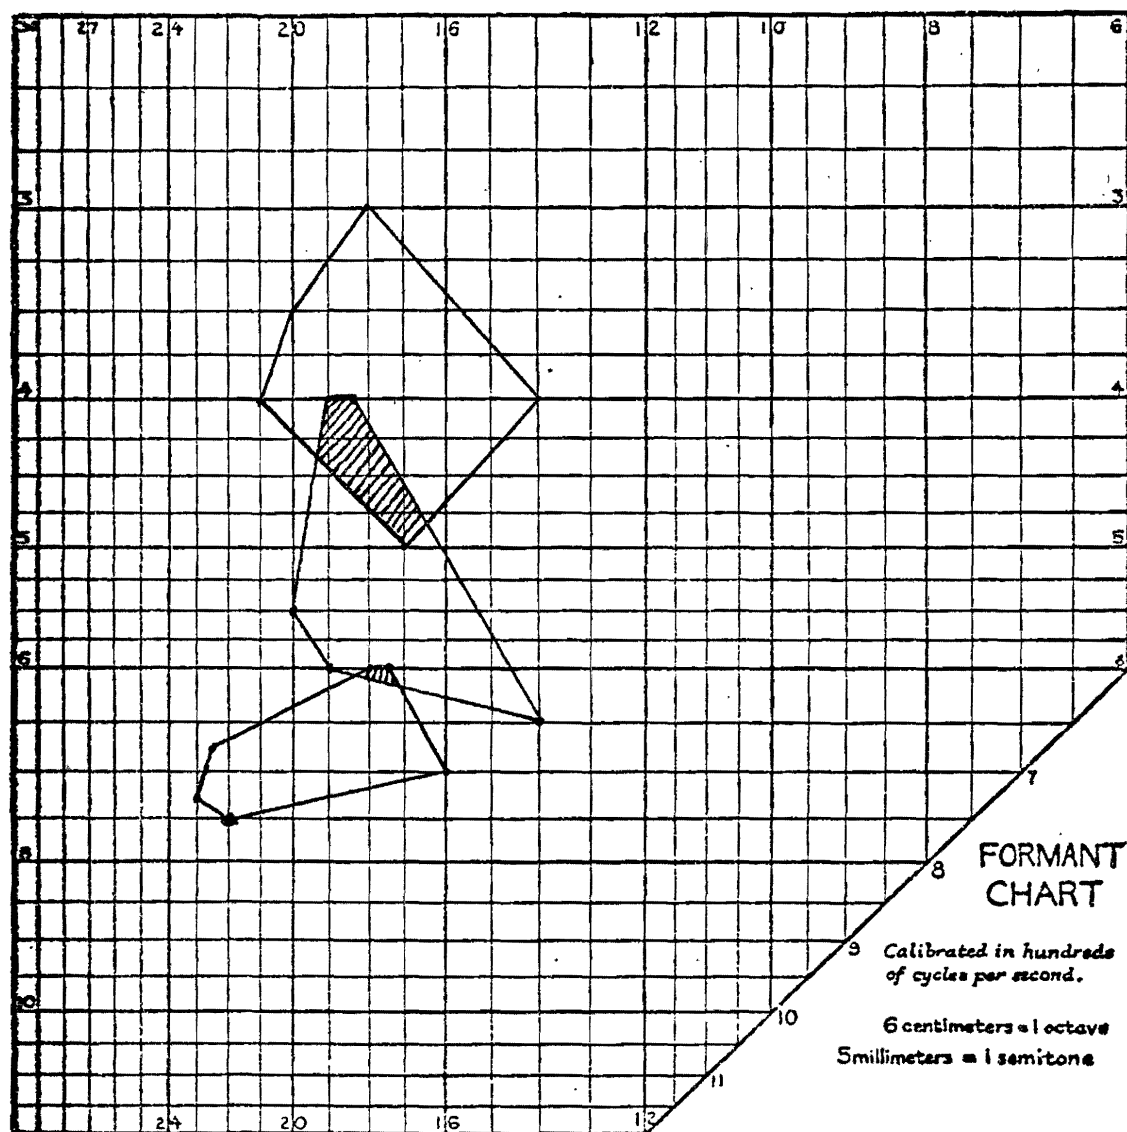 27 24 20 16 12 10 8 6
3 3
4 4
5 5
6 6
7
8 8
FORMANT
CHART
9
Calibrated in hundreds
of cycles per second.
10 10
6 centimeters = 1 octave
5millimeters = 1 semitone
11
24 20 16 12